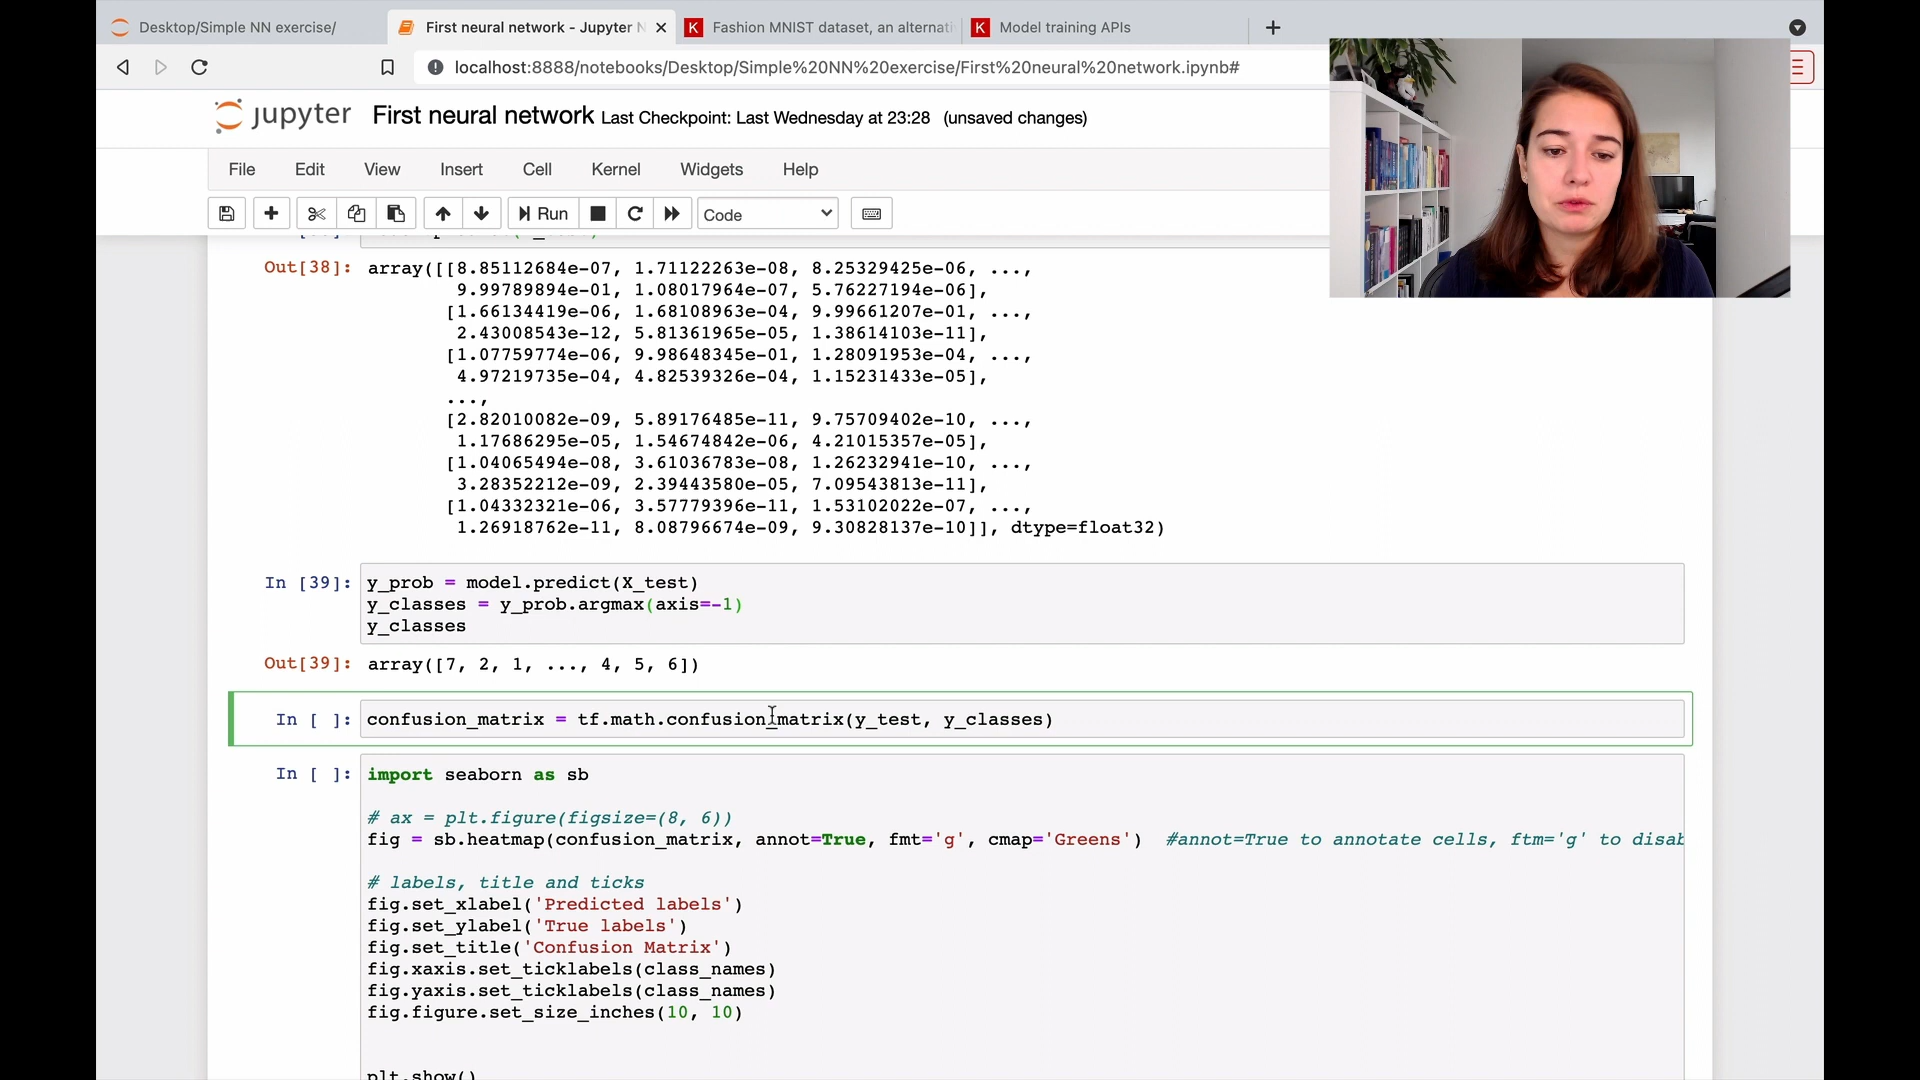 Desktop/Simple NN exercise/
First neural network - Jupyter N
Fashion MNIST dataset, an alternati
Model training APIs
localhost:8888/notebooks/Desktop/Simple%20NN%20exercise/First%20neural%20network.ipynb#
jupyter First neural network Last Checkpoint: Last Wednesday at 23:28 (unsaved changes)
File Edit View Insert Cell Kernel Widgets Help
Run Code
Out[38]: array([[8.85112684e-07, 1.71122263e-08, 8.25329425e-06, ...,
9.99789894e-01, 1.08017964e-07, 5.76227194e-06],
[1.66134419e-06, 1.68108963e-04, 9.99661207e-01, ...,
2.43008543e-12, 5.81361965e-05, 1.38614103e-11],
[1.07759774e-06, 9.98648345e-01, 1.28091953e-04, ...,
4.97219735e-04, 4.82539326e-04, 1.15231433e-05],
...,
[2.82010082e-09, 5.89176485e-11, 9.75709402e-10, ...,
1.17686295e-05, 1.54674842e-06, 4.21015357e-05],
[1.04065494e-08, 3.61036783e-08, 1.26232941e-10, ...,
3.28352212e-09, 2.39443580e-05, 7.09543813e-11],
[1.04332321e-06, 3.57779396e-11, 1.53102022e-07, ...,
1.26918762e-11, 8.08796674e-09, 9.30828137e-10]], dtype=float32)
In [39]: y_prob = model.predict(X_test)
y_classes = y_prob.argmax(axis=-1)
y_classes
Out[39]: array([7, 2, 1, ..., 4, 5, 6])
In [ ]: confusion_matrix = tf.math.confusion_matrix(y_test, y_classes)
In [ ]: import seaborn as sb
# ax = plt.figure(figsize=(8, 6))
fig = sb.heatmap(confusion_matrix, annot=True, fmt='g', cmap='Greens') #annot=True to annotate cells, ftm='g' to disab
# labels, title and ticks
fig.set_xlabel('Predicted labels')
fig.set_ylabel('True labels')
fig.set_title('Confusion Matrix')
fig.xaxis.set_ticklabels(class_names)
fig.yaxis.set_ticklabels(class_names)
fig.figure.set_size_inches(10, 10)
plt.show()